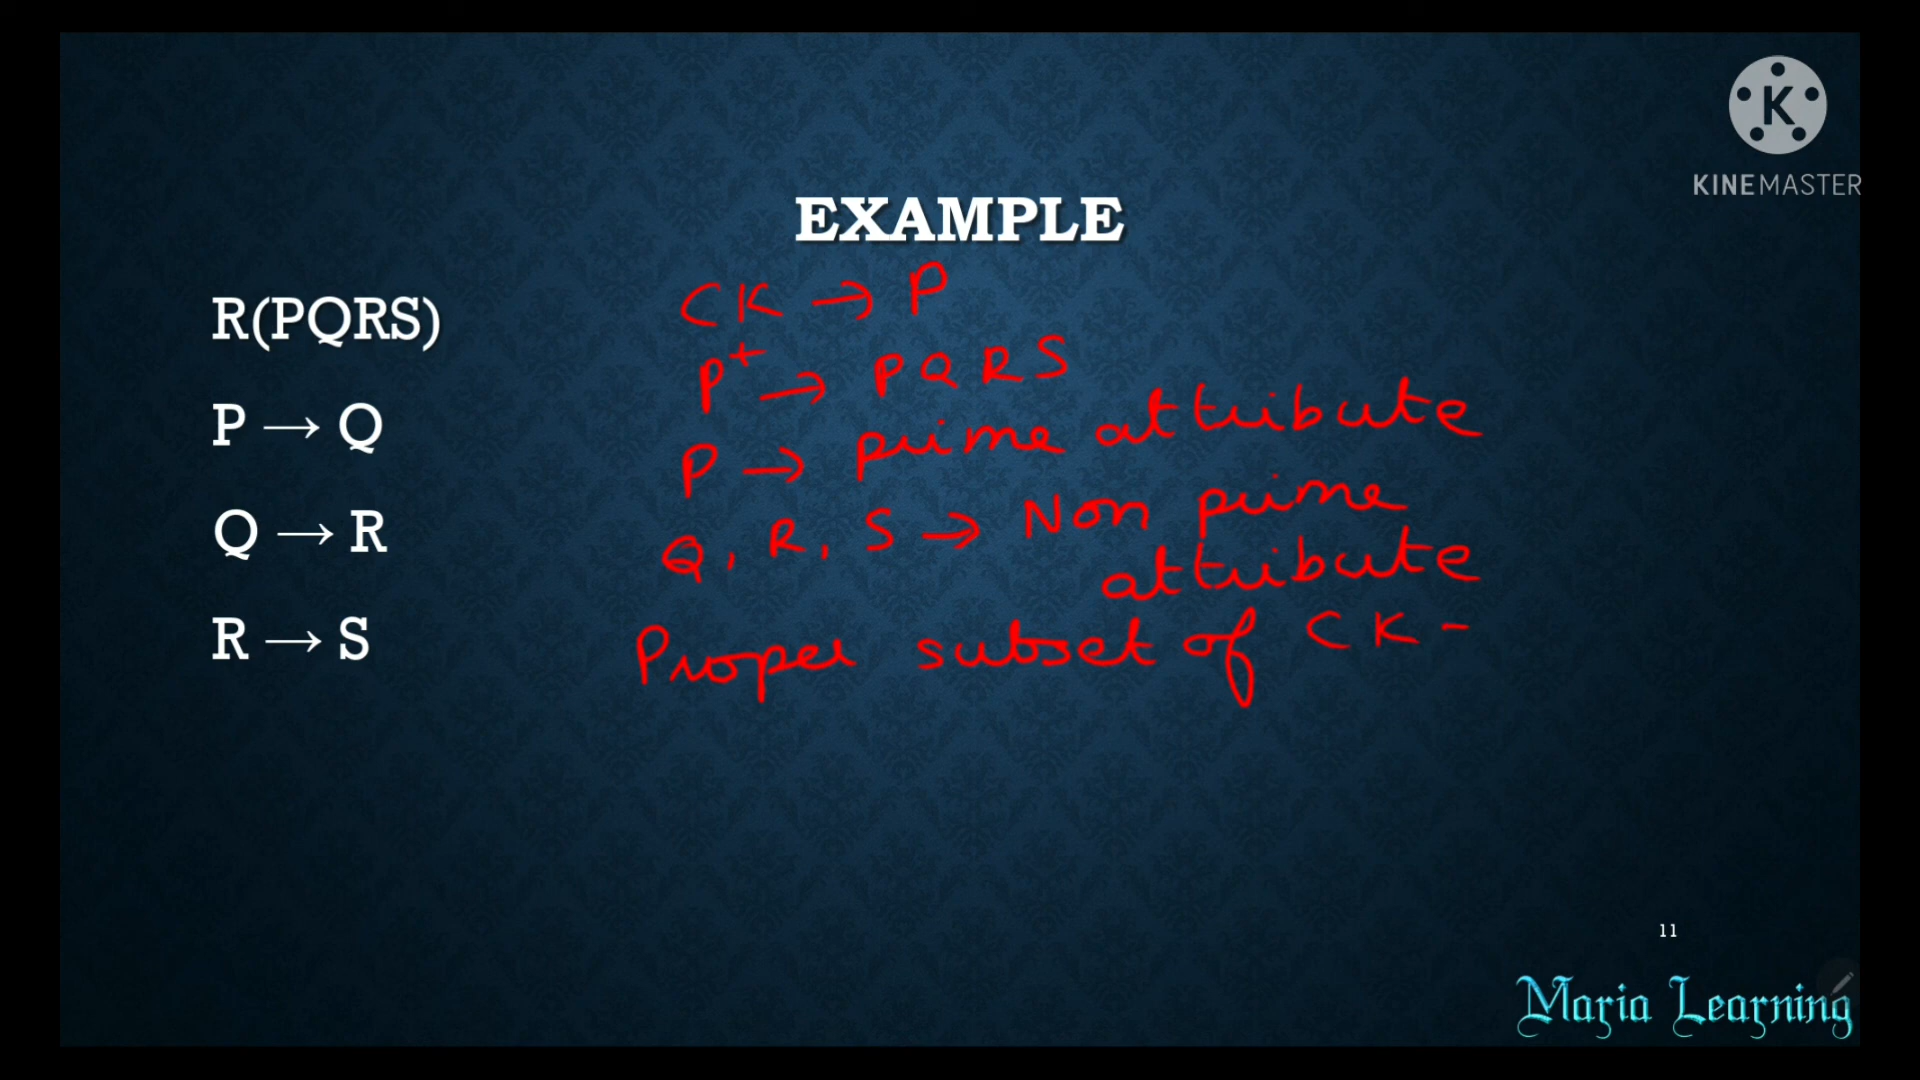 KINEMASTER
EXAMPLE
R(PQRS)
P → Q
Q → R
R → S
CK → P
P⁺ → PQRS
P → prime attribute
Q, R, S → Non prime
attribute
Proper subset of CK -
11
Maria Learning